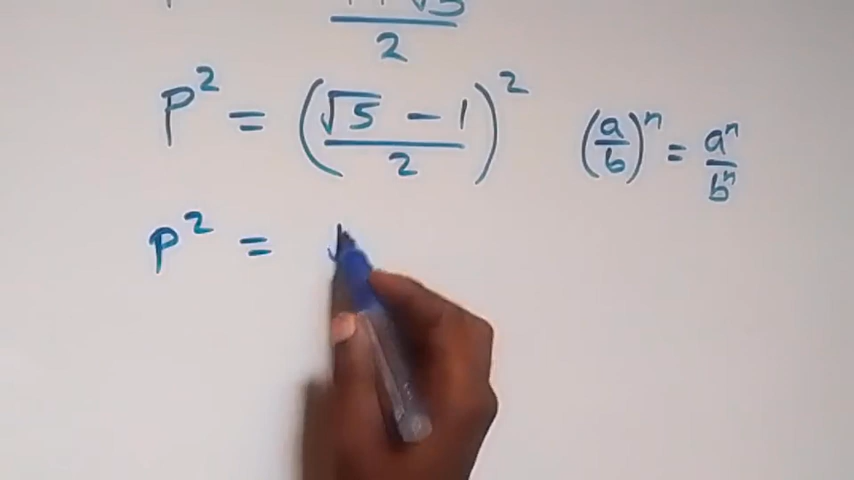 2
P² = ((√5 - 1)/2)² (a/b)ⁿ = aⁿ/bⁿ
P² =